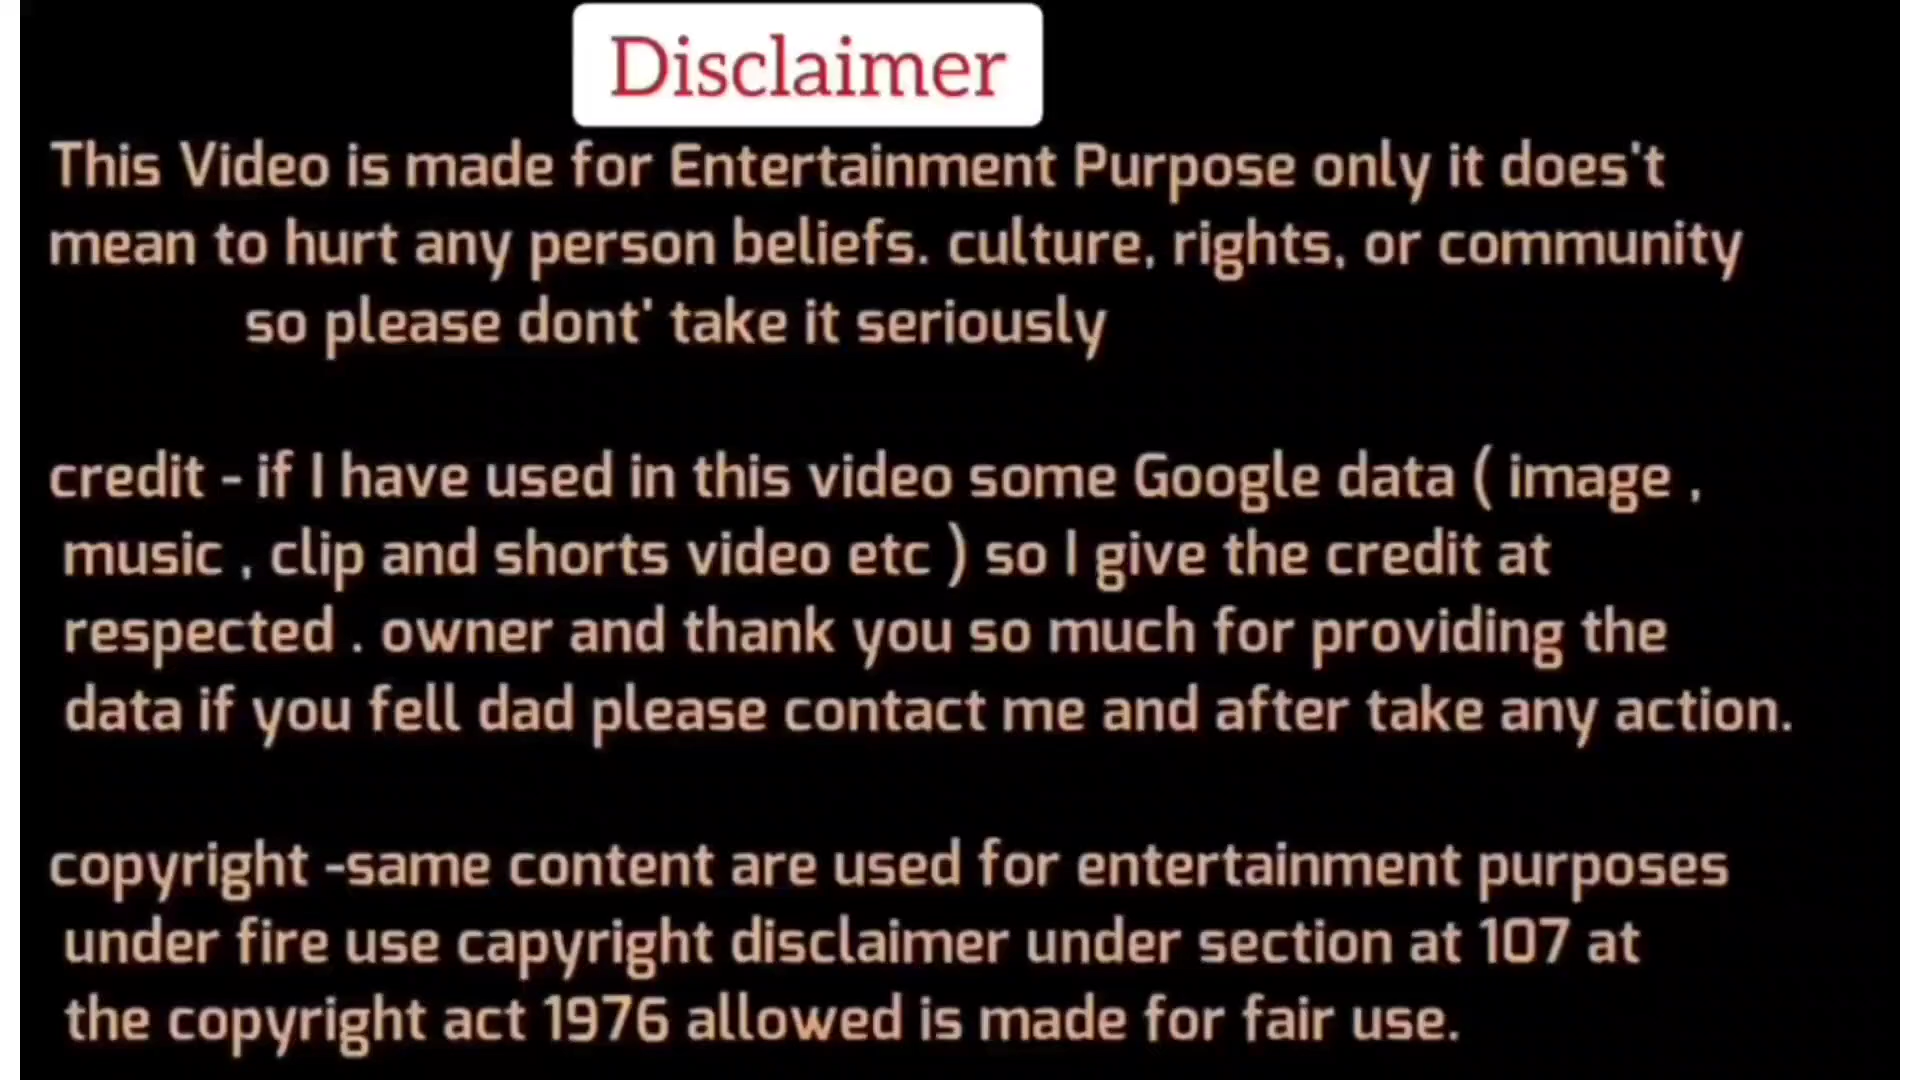 Disclaimer
This Video is made for Entertainment Purpose only it does't
mean to hurt any person beliefs. culture, rights, or community
so please dont' take it seriously
credit - if I have used in this video some Google data ( image ,
music , clip and shorts video etc ) so I give the credit at
respected . owner and thank you so much for providing the
data if you fell dad please contact me and after take any action.
copyright -same content are used for entertainment purposes
under fire use capyright disclaimer under section at 107 at
the copyright act 1976 allowed is made for fair use.